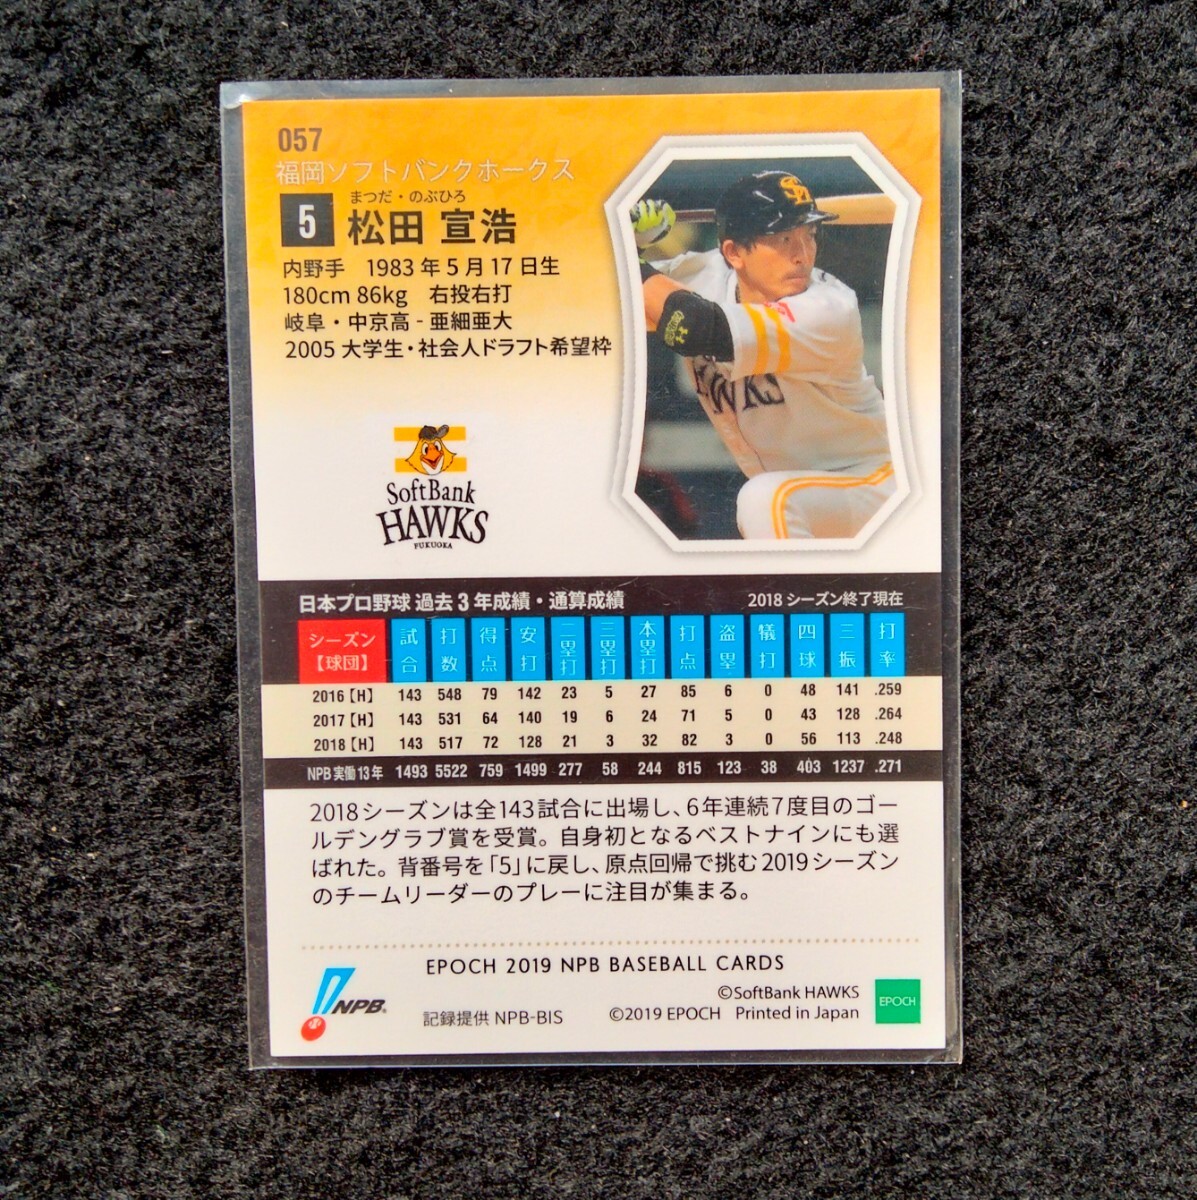 057
福岡ソフトバンクホークス
まつだ・のぶひろ
5 松田 宣浩
内野手 1983年5月17日生
180cm 86kg 右投右打
岐阜・中京高 - 亜細亜大
2005 大学生・社会人ドラフト希望枠
SoftBank
HAWKS
FUKUOKA
日本プロ野球 過去3年成績・通算成績 2018 シーズン終了現在
シーズン【球団】 試合 打数 得点 安打 二塁打 三塁打 本塁打 打点 盗塁 犠打 四球 三振 打率
2016【H】 143 548 79 142 23 5 27 85 6 0 48 141 .259
2017【H】 143 531 64 140 19 6 24 71 5 0 43 128 .264
2018【H】 143 517 72 128 21 3 32 82 3 0 56 113 .248
NPB実働13年 1493 5522 759 1499 277 58 244 815 123 38 403 1237 .271
2018シーズンは全143試合に出場し、6年連続7度目のゴー
ルデングラブ賞を受賞。自身初となるベストナインにも選
ばれた。背番号を「5」に戻し、原点回帰で挑む2019シーズン
のチームリーダーのプレーに注目が集まる。
EPOCH 2019 NPB BASEBALL CARDS
NPB
記録提供 NPB-BIS
©SoftBank HAWKS
©2019 EPOCH Printed in Japan
EPOCH